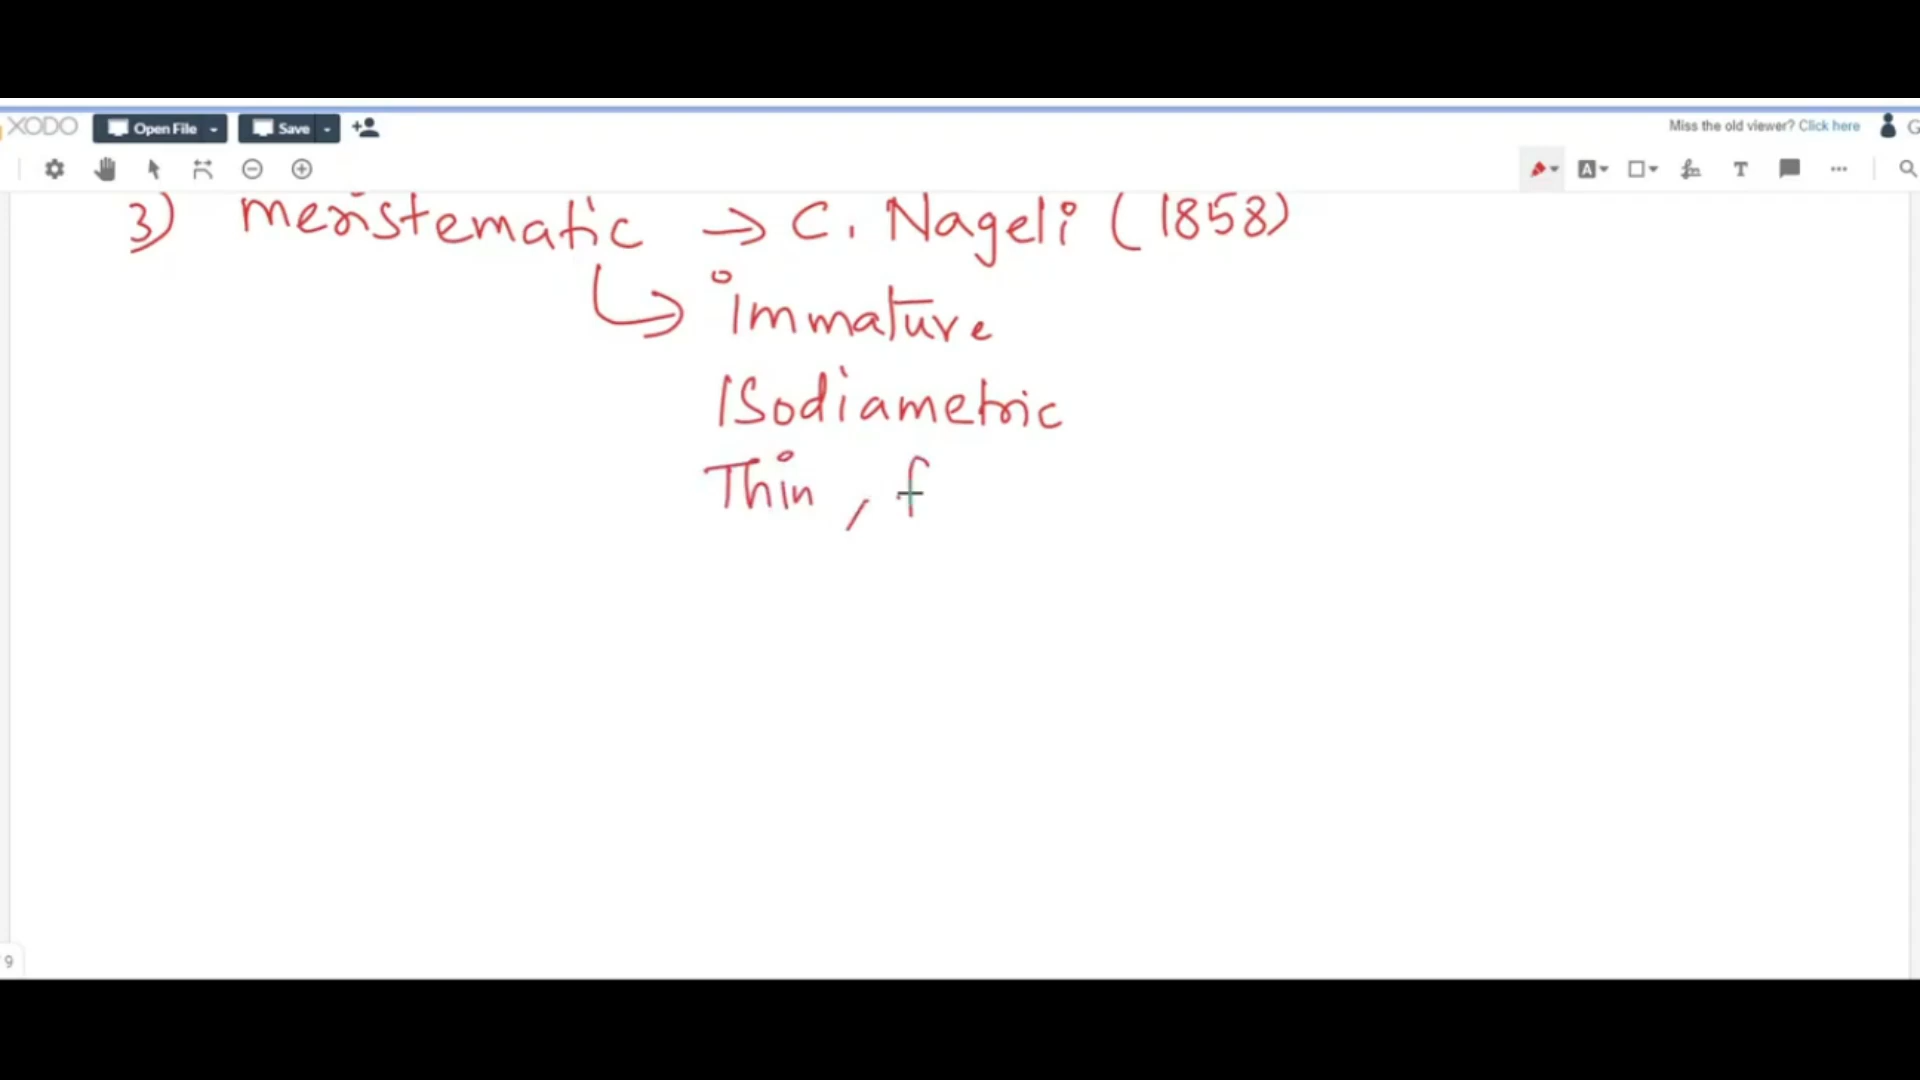 XODO Open File Save Miss the old viewer? Click here G
A T
3) meristematic → C. Nageli (1858)
immature
Isodiametric
Thin, f
9